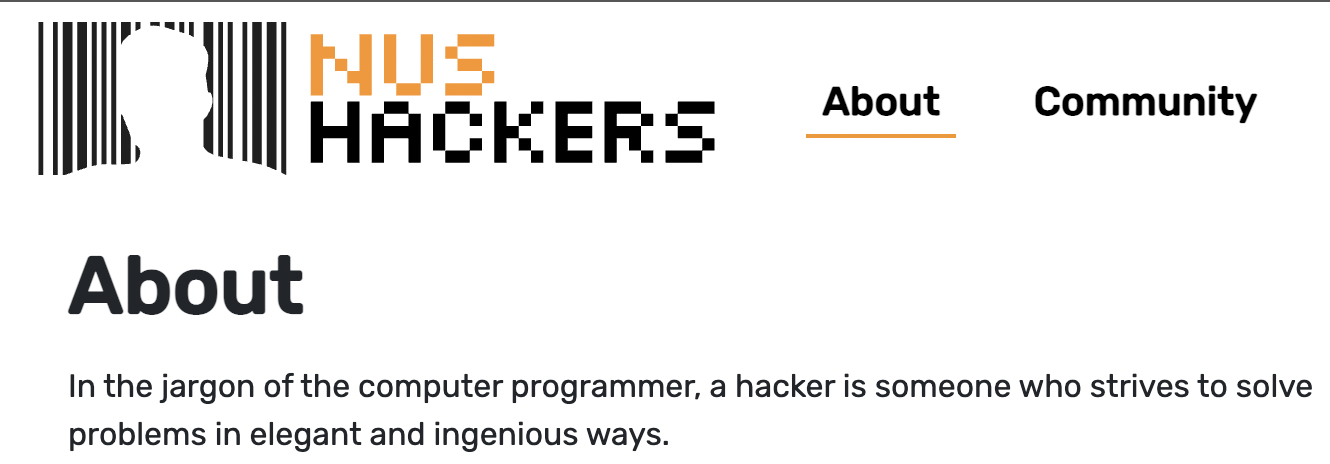 NUS
HACKERS
About
Community
About
In the jargon of the computer programmer, a hacker is someone who strives to solve
problems in elegant and ingenious ways.